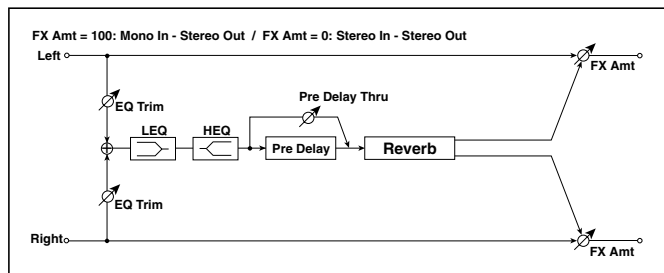 FX Amt = 100: Mono In - Stereo Out / FX Amt = 0: Stereo In - Stereo Out
Left
FX Amt
EQ Trim
Pre Delay Thru
LEQ
HEQ
Pre Delay
Reverb
EQ Trim
Right
FX Amt